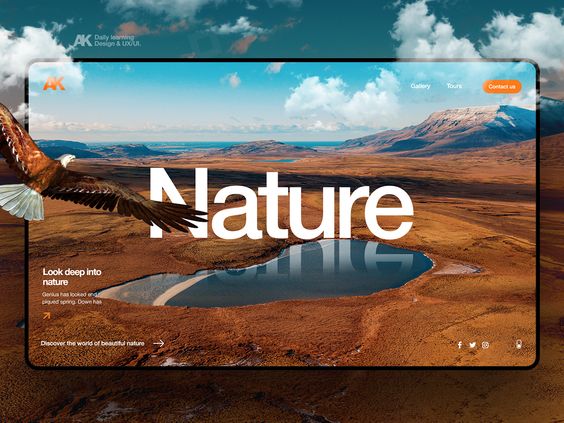 AK
Daily learning
Design & UX/UI.
AK
Gallery
Tours
Contact us
Nature
Look deep into
nature
Genius has looked end
piqued spring. Down has
Discover the world of beautiful nature